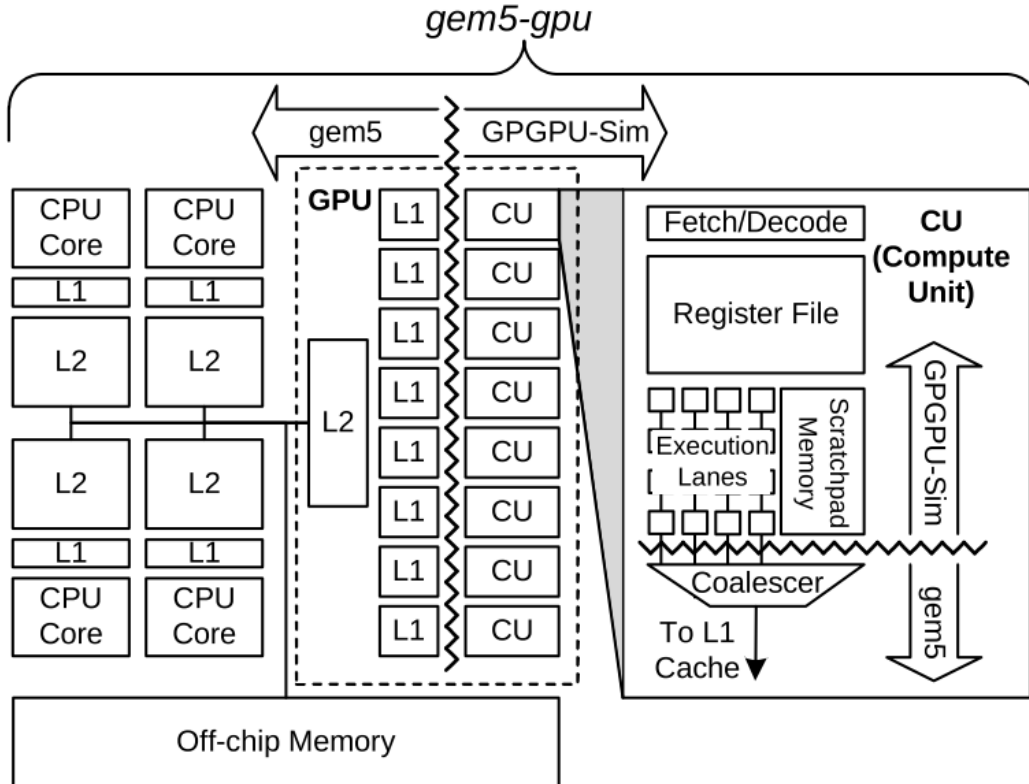 gem5-gpu
gem5
GPGPU-Sim
CPU
Core
CPU
Core
L1
L1
L2
L2
L2
L2
L1
L1
CPU
Core
CPU
Core
GPU
L2
L1
CU
L1
CU
L1
CU
L1
CU
L1
CU
L1
CU
L1
CU
L1
CU
Off-chip Memory
Fetch/Decode
CU
(Compute
Unit)
Register File
Execution
Lanes
Scratchpad
Memory
GPGPU-Sim
gem5
Coalescer
To L1
Cache